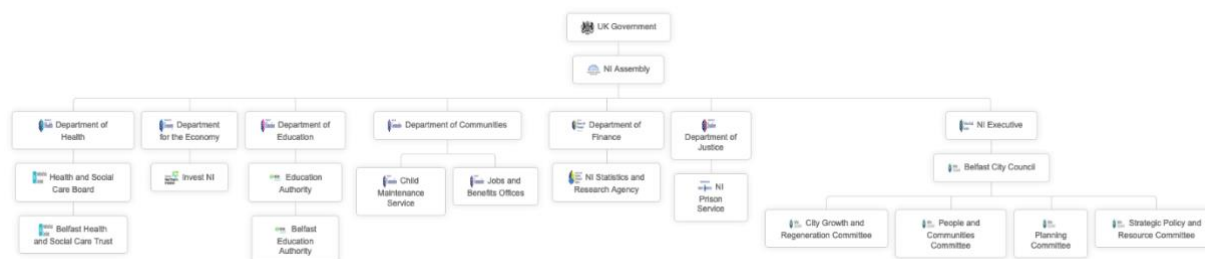 UK Government
NI Assembly
Department of
Health
Department
for the Economy
Department of
Education
Department of Communities
Department of
Finance
Department of
Justice
NI Executive
Health and Social
Care Board
Invest NI
Education
Authority
Child
Maintenance
Service
Jobs and
Benefits Offices
NI Statistics and
Research Agency
NI
Prison
Service
Belfast City Council
Belfast Health
and Social Care Trust
Belfast
Education
Authority
City Growth and
Regeneration Committee
People and
Communities
Committee
Planning
Committee
Strategic Policy and
Resource Committee